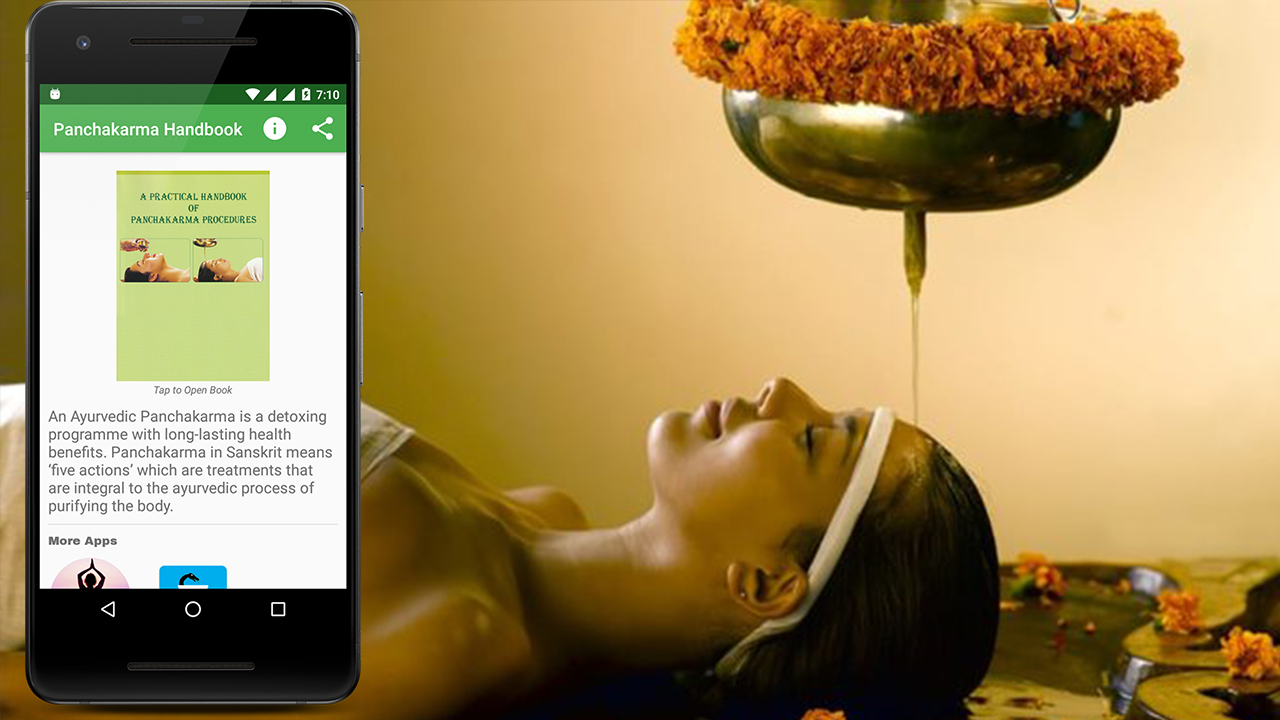 7:10
Panchakarma Handbook
A PRACTICAL HANDBOOK
OF
PANCHAKARMA PROCEDURES
Tap to Open Book
An Ayurvedic Panchakarma is a detoxing
programme with long-lasting health
benefits. Panchakarma in Sanskrit means
‘five actions’ which are treatments that
are integral to the ayurvedic process of
purifying the body.
More Apps